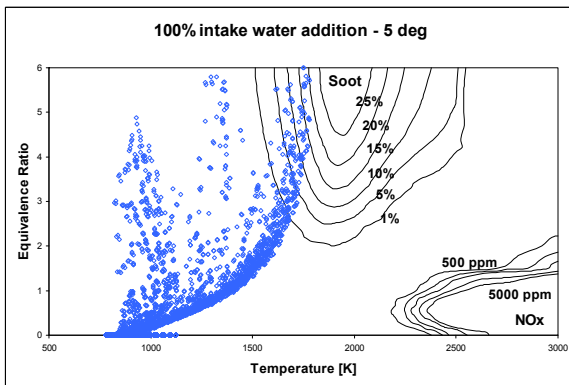 100% intake water addition - 5 deg
Equivalence Ratio
6
5
4
3
2
1
0
Soot
25%
20%
15%
10%
5%
1%
500 ppm
5000 ppm
NOx
500
1000
1500
2000
2500
3000
Temperature [K]